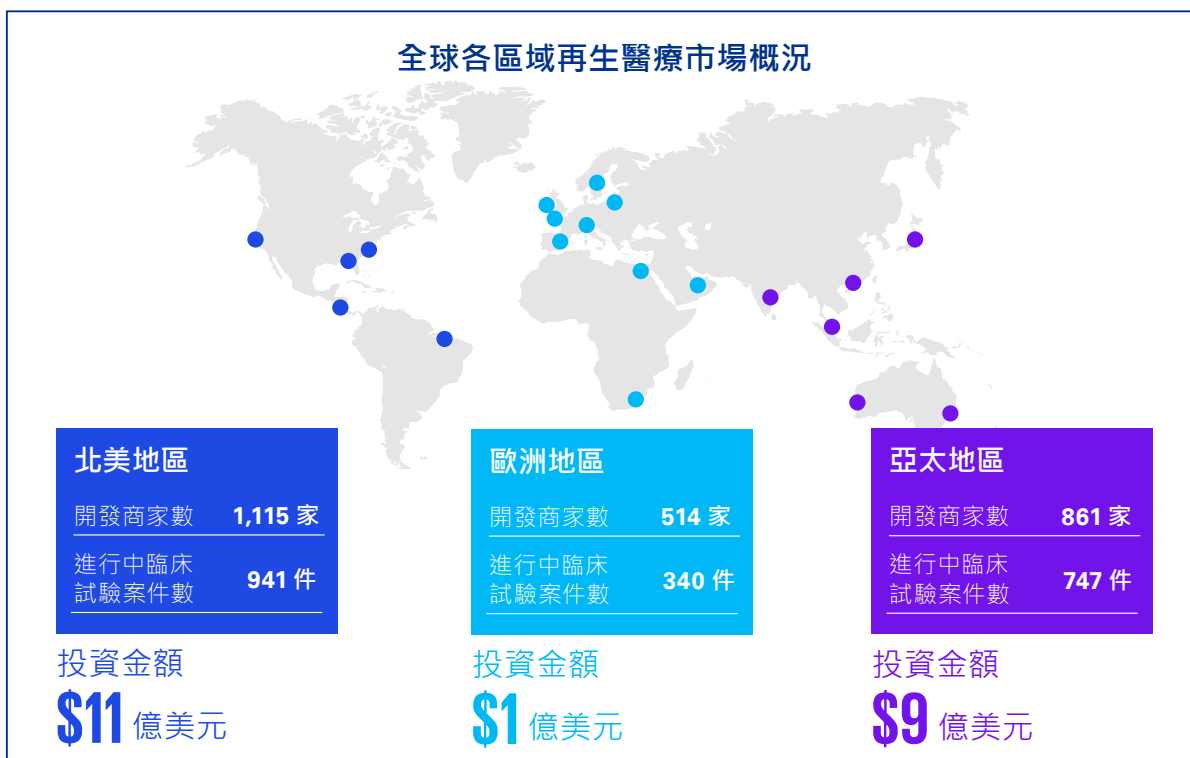 全球各區域再生醫療市場概況
北美地區
開發商家數 1,115 家
進行中臨床
試驗案件數 941 件
投資金額
$11 億美元
歐洲地區
開發商家數 514 家
進行中臨床
試驗案件數 340 件
投資金額
$1 億美元
亞太地區
開發商家數 861 家
進行中臨床
試驗案件數 747 件
投資金額
$9 億美元